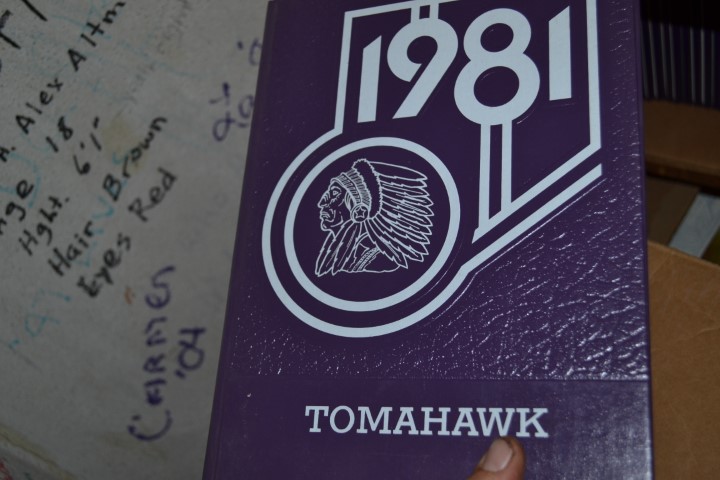 1981
TOMAHAWK
Alex Altm
18
Hght. 6'1"
Hair Brown
Eyes Red
CARMEN
'04